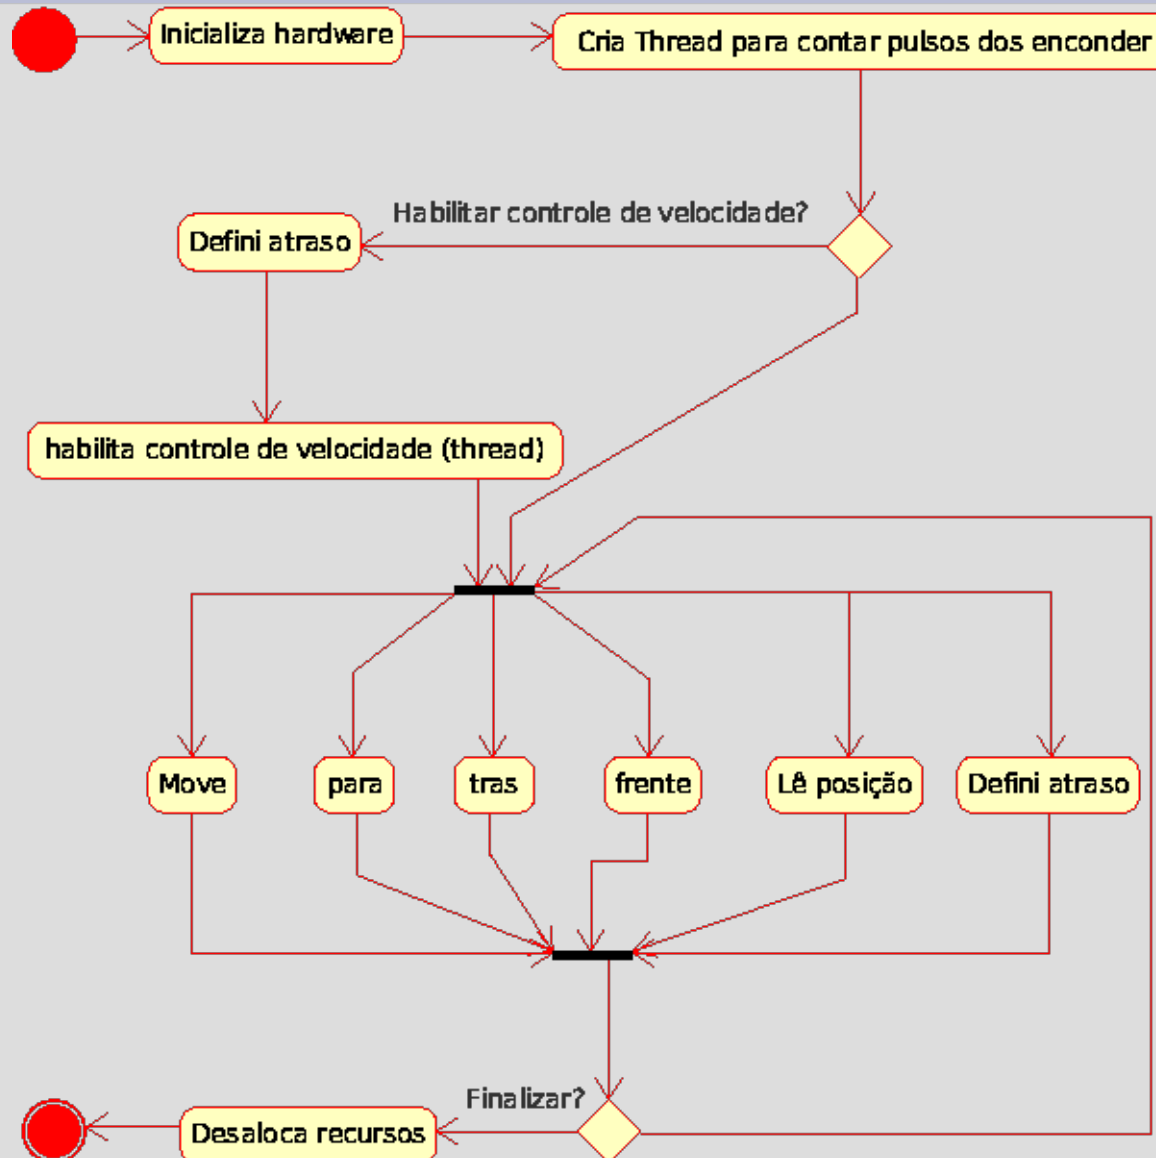 Inicializa hardware
Cria Thread para contar pulsos dos enconder
Habilitar controle de velocidade?
Defini atraso
habilita controle de velocidade (thread)
Move
para
tras
frente
Lê posição
Defini atraso
Finalizar?
Desaloca recursos